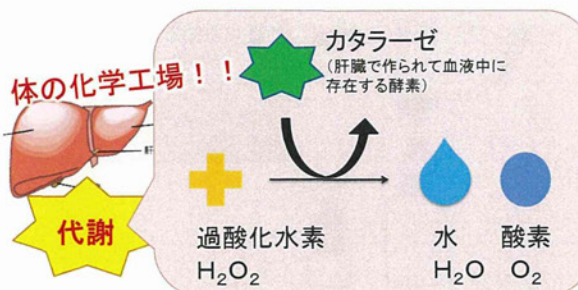 体の化学工場！！
代謝
カタラーゼ
（肝臓で作られて血液中に
存在する酵素）
過酸化水素
H₂O₂
水
H₂O
酸素
O₂